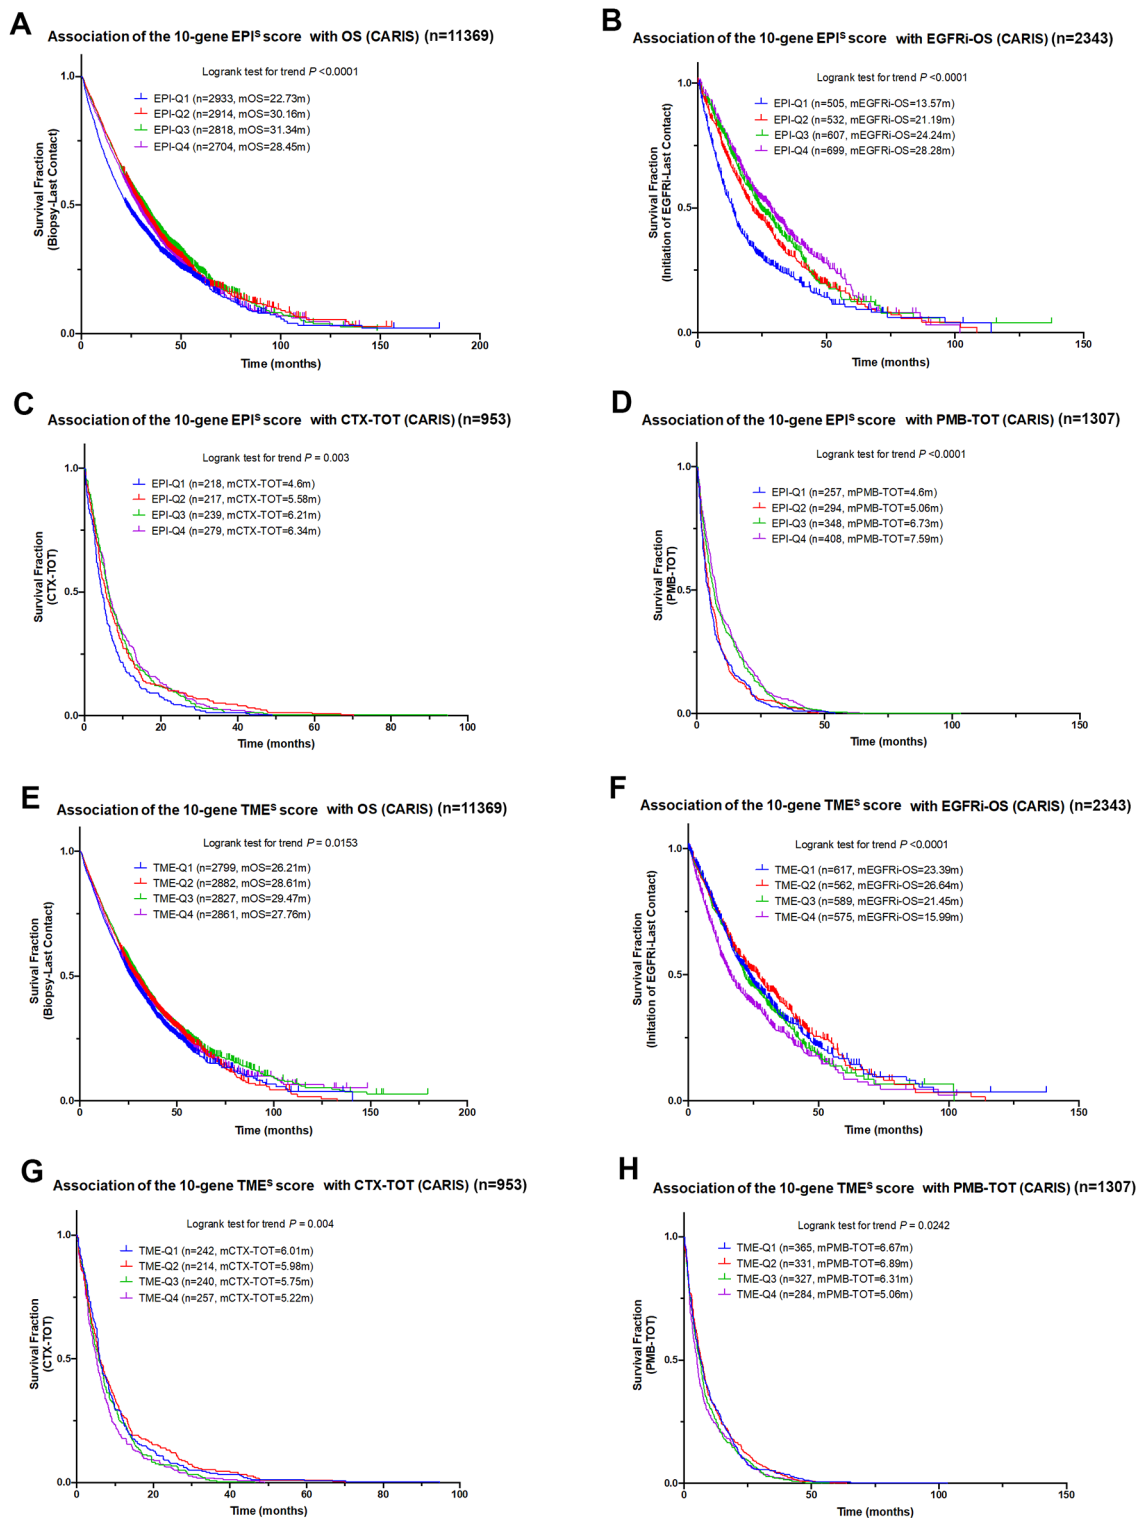 A
Association of the 10-gene EPIˢ score with OS (CARIS) (n=11369)
Logrank test for trend P <0.0001
EPI-Q1 (n=2933, mOS=22.73m)
EPI-Q2 (n=2914, mOS=30.16m)
EPI-Q3 (n=2818, mOS=31.34m)
EPI-Q4 (n=2704, mOS=28.45m)
Survival Fraction
(Biopsy-Last Contact)
1.0
0.5
0.0
0
50
100
150
200
Time (months)
B
Association of the 10-gene EPIˢ score with EGFRi-OS (CARIS) (n=2343)
Logrank test for trend P <0.0001
EPI-Q1 (n=505, mEGFRi-OS=13.57m)
EPI-Q2 (n=532, mEGFRi-OS=21.19m)
EPI-Q3 (n=607, mEGFRi-OS=24.24m)
EPI-Q4 (n=699, mEGFRi-OS=28.28m)
Survival Fraction
(Initiation of EGFRi-Last Contact)
1.0
0.5
0.0
0
50
100
150
Time (months)
C
Association of the 10-gene EPIˢ score with CTX-TOT (CARIS) (n=953)
Logrank test for trend P = 0.003
EPI-Q1 (n=218, mCTX-TOT=4.6m)
EPI-Q2 (n=217, mCTX-TOT=5.58m)
EPI-Q3 (n=239, mCTX-TOT=6.21m)
EPI-Q4 (n=279, mCTX-TOT=6.34m)
Survival Fraction
(CTX-TOT)
1.0
0.5
0.0
0
20
40
60
80
100
Time (months)
D
Association of the 10-gene EPIˢ score with PMB-TOT (CARIS) (n=1307)
Logrank test for trend P <0.0001
EPI-Q1 (n=257, mPMB-TOT=4.6m)
EPI-Q2 (n=294, mPMB-TOT=5.06m)
EPI-Q3 (n=348, mPMB-TOT=6.73m)
EPI-Q4 (n=408, mPMB-TOT=7.59m)
Survival Fraction
(PMB-TOT)
1.0
0.5
0.0
0
50
100
150
Time (months)
E
Association of the 10-gene TMEˢ score with OS (CARIS) (n=11369)
Logrank test for trend P = 0.0153
TME-Q1 (n=2799, mOS=26.21m)
TME-Q2 (n=2882, mOS=28.61m)
TME-Q3 (n=2827, mOS=29.47m)
TME-Q4 (n=2861, mOS=27.76m)
Survival Fraction
(Biopsy-Last Contact)
1.0
0.5
0.0
0
50
100
150
200
Time (months)
F
Association of the 10-gene TMEˢ score with EGFRi-OS (CARIS) (n=2343)
Logrank test for trend P <0.0001
TME-Q1 (n=617, mEGFRi-OS=23.39m)
TME-Q2 (n=562, mEGFRi-OS=26.64m)
TME-Q3 (n=589, mEGFRi-OS=21.45m)
TME-Q4 (n=575, mEGFRi-OS=15.99m)
Survival Fraction
(Initation of EGFRi-Last Contact)
1.0
0.5
0.0
0
50
100
150
Time (months)
G
Association of the 10-gene TMEˢ score with CTX-TOT (CARIS) (n=953)
Logrank test for trend P = 0.004
TME-Q1 (n=242, mCTX-TOT=6.01m)
TME-Q2 (n=214, mCTX-TOT=5.98m)
TME-Q3 (n=240, mCTX-TOT=5.75m)
TME-Q4 (n=257, mCTX-TOT=5.22m)
Survival Fraction
(CTX-TOT)
1.0
0.5
0.0
0
20
40
60
80
100
Time (months)
H
Association of the 10-gene TMEˢ score with PMB-TOT (CARIS) (n=1307)
Logrank test for trend P = 0.0242
TME-Q1 (n=365, mPMB-TOT=6.67m)
TME-Q2 (n=331, mPMB-TOT=6.89m)
TME-Q3 (n=327, mPMB-TOT=6.31m)
TME-Q4 (n=284, mPMB-TOT=5.06m)
Survival Fraction
(PMB-TOT)
1.0
0.5
0.0
0
50
100
150
Time (months)